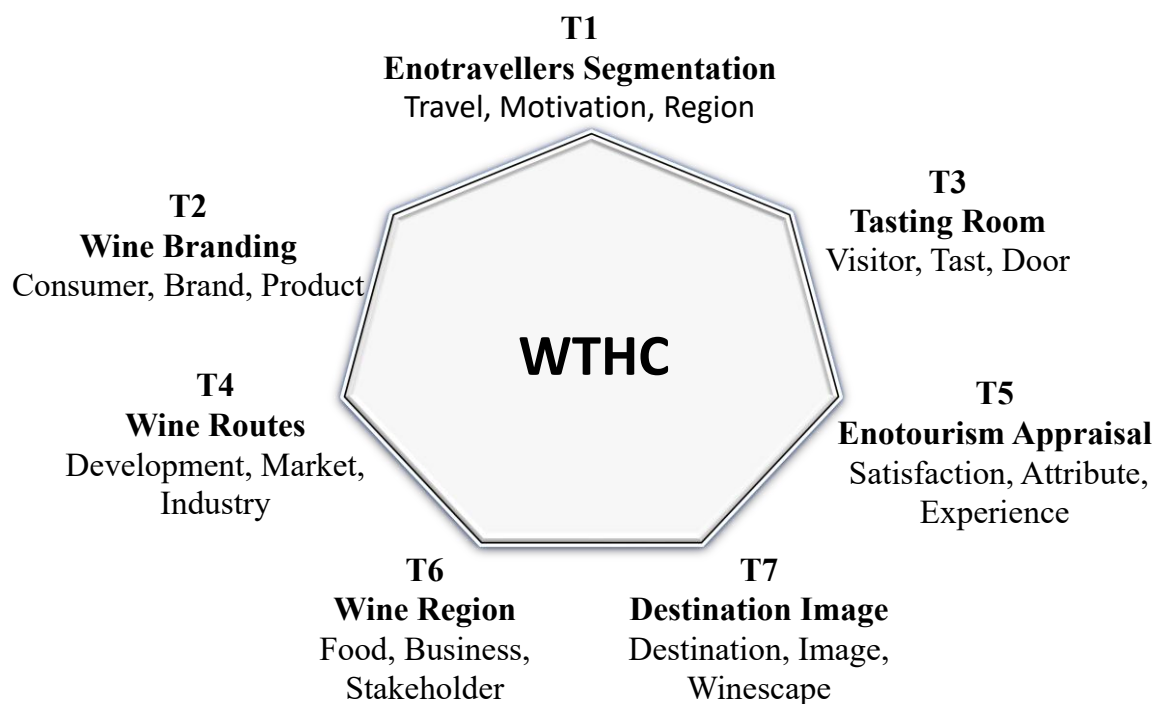 T1
Enotravellers Segmentation
Travel, Motivation, Region
T2
Wine Branding
Consumer, Brand, Product
T3
Tasting Room
Visitor, Tast, Door
WTHC
T4
Wine Routes
Development, Market,
Industry
T5
Enotourism Appraisal
Satisfaction, Attribute,
Experience
T6
Wine Region
Food, Business,
Stakeholder
T7
Destination Image
Destination, Image,
Winescape